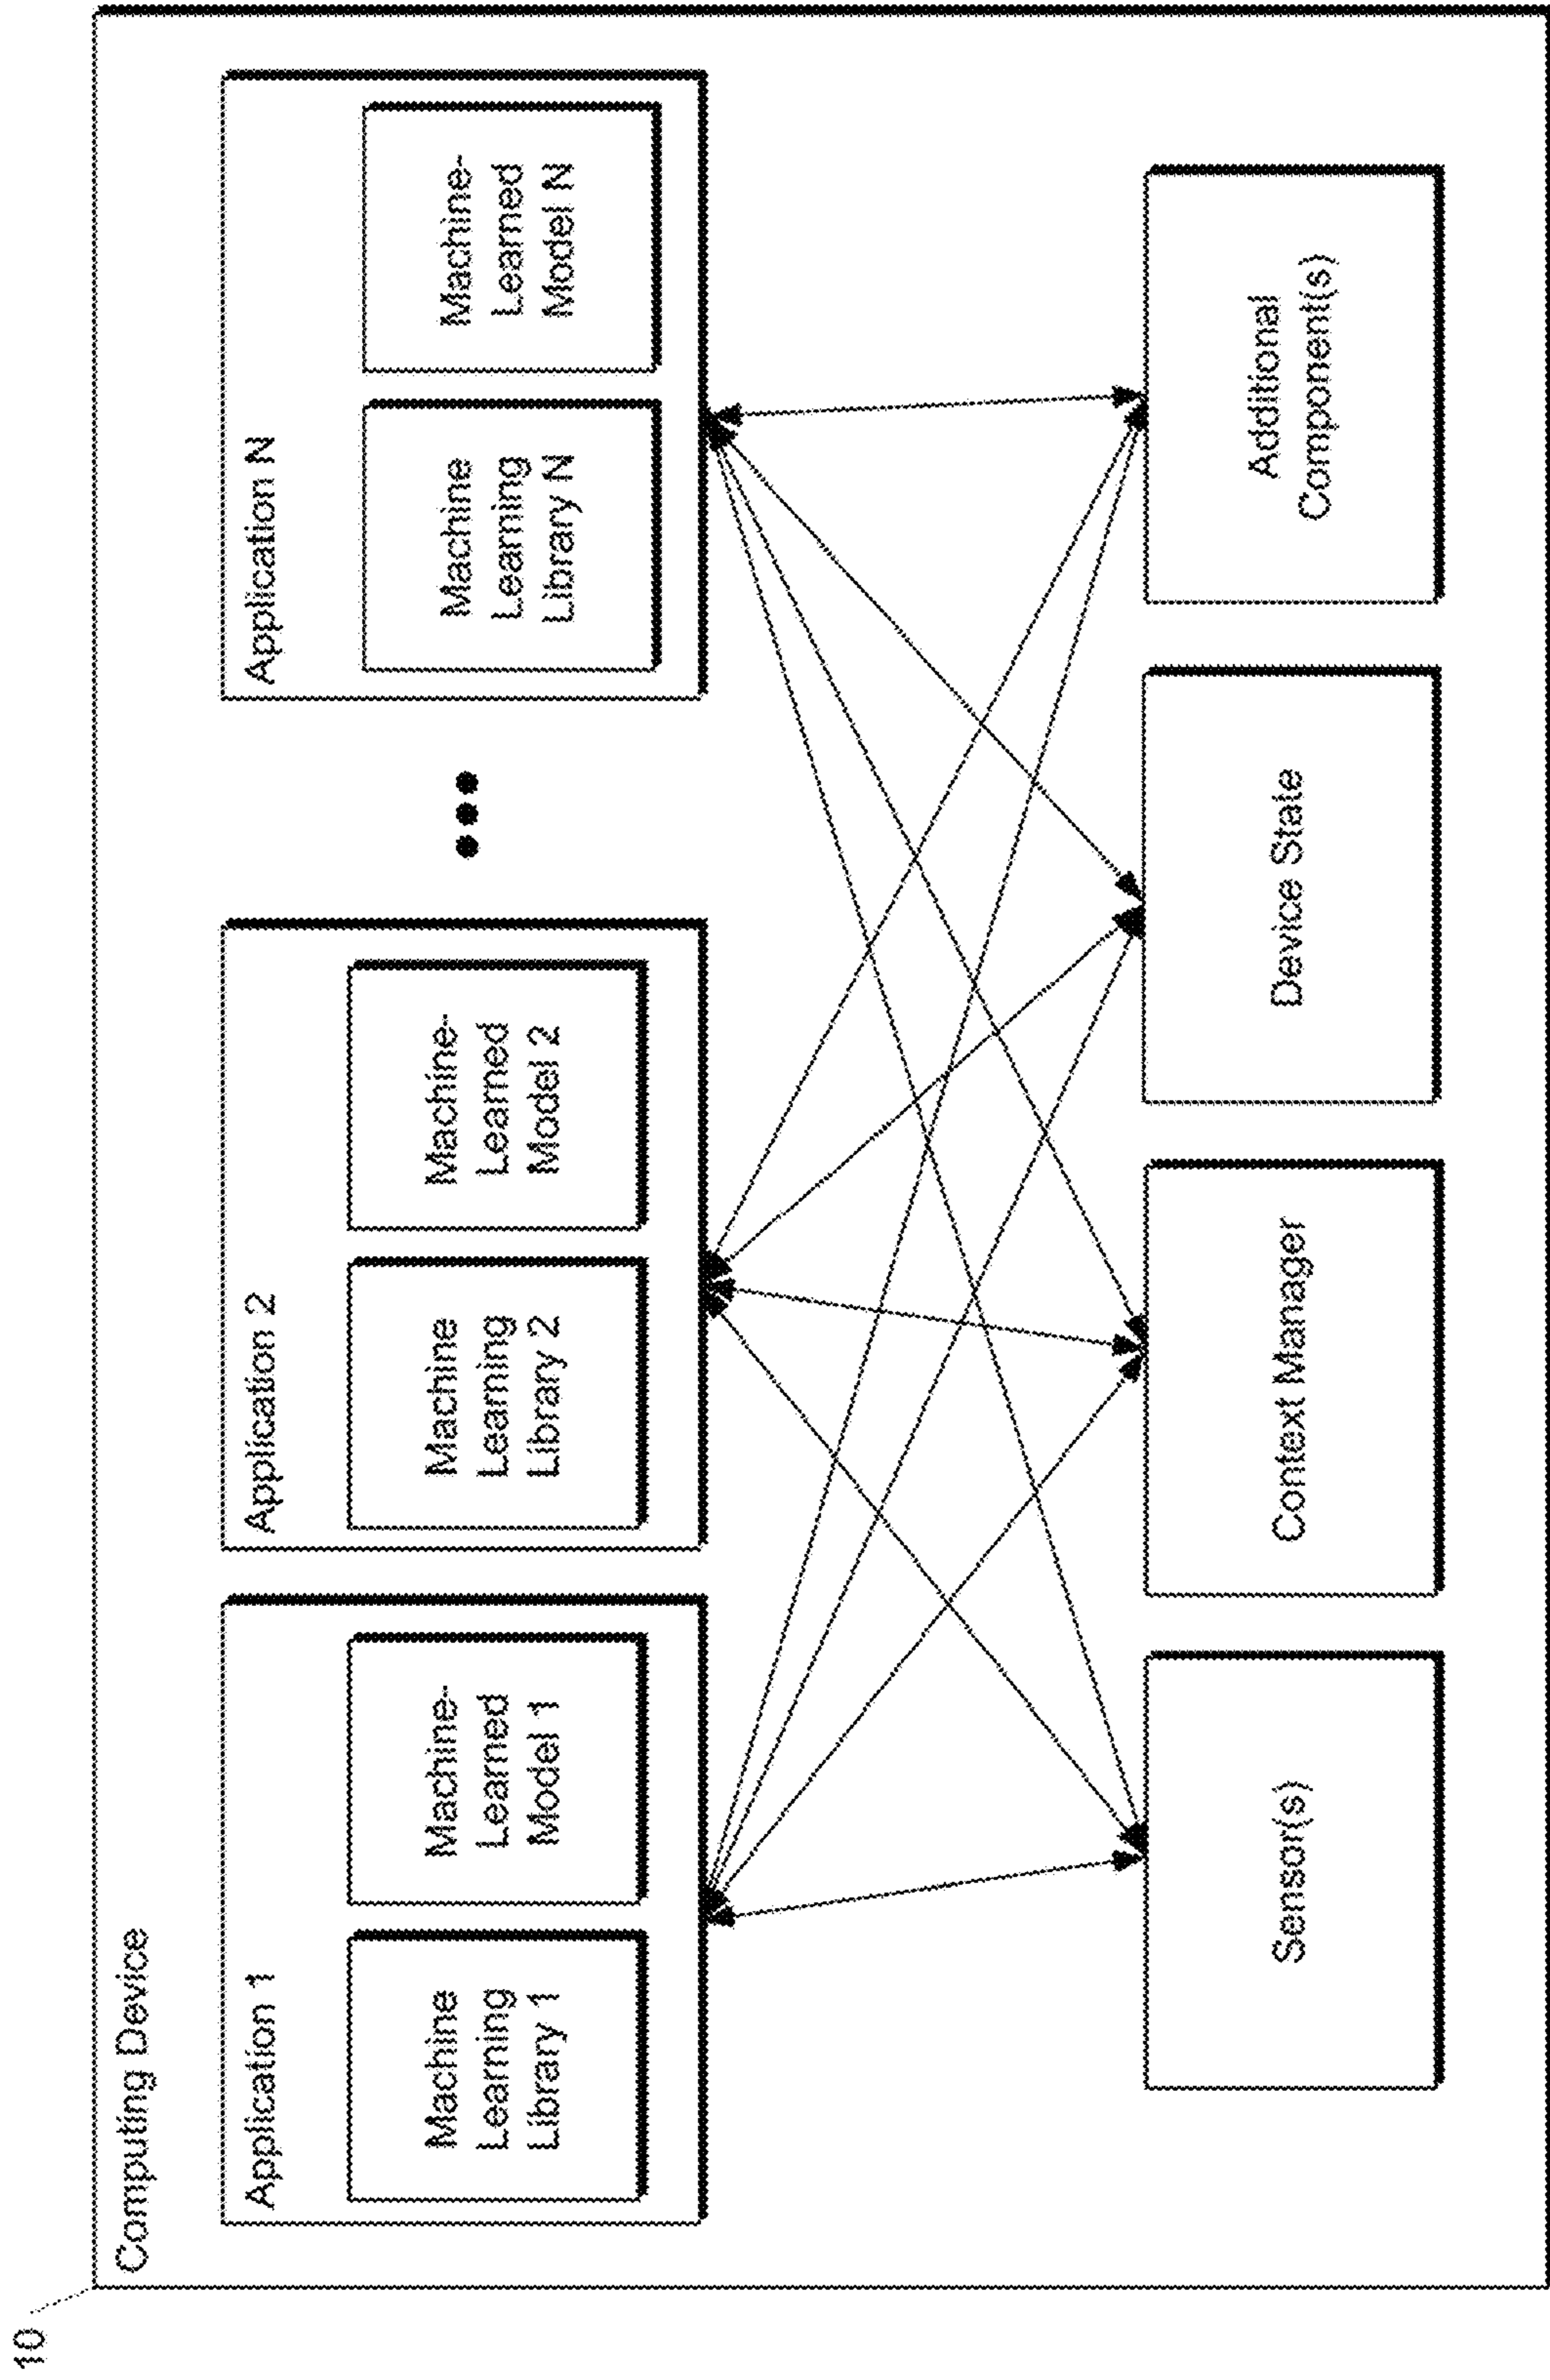 10
Computing Device
Application 1
Machine
Learning
Library 1
Machine-
Learned
Model 1
Application 2
Machine
Learning
Library 2
Machine-
Learned
Model 2
Application N
Machine
Learning
Library N
Machine-
Learned
Model N
Sensor(s)
Context Manager
Device State
Additional
Component(s)